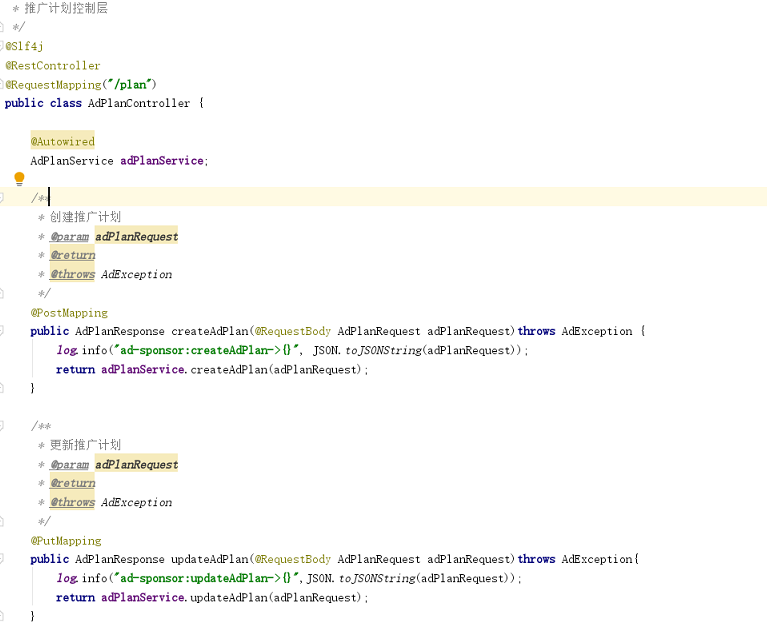 * 推广计划控制层
*/
@Slf4j
@RestController
@RequestMapping("/plan")
public class AdPlanController {
@Autowired
AdPlanService adPlanService;
/**
* 创建推广计划
* @param adPlanRequest
* @return
* @throws AdException
*/
@PostMapping
public AdPlanResponse createAdPlan(@RequestBody AdPlanRequest adPlanRequest)throws AdException {
log.info("ad-sponsor:createAdPlan->{}", JSON.toJSONString(adPlanRequest));
return adPlanService.createAdPlan(adPlanRequest);
}
/**
* 更新推广计划
* @param adPlanRequest
* @return
* @throws AdException
*/
@PutMapping
public AdPlanResponse updateAdPlan(@RequestBody AdPlanRequest adPlanRequest)throws AdException{
log.info("ad-sponsor:updateAdPlan->{}",JSON.toJSONString(adPlanRequest));
return adPlanService.updateAdPlan(adPlanRequest);
}